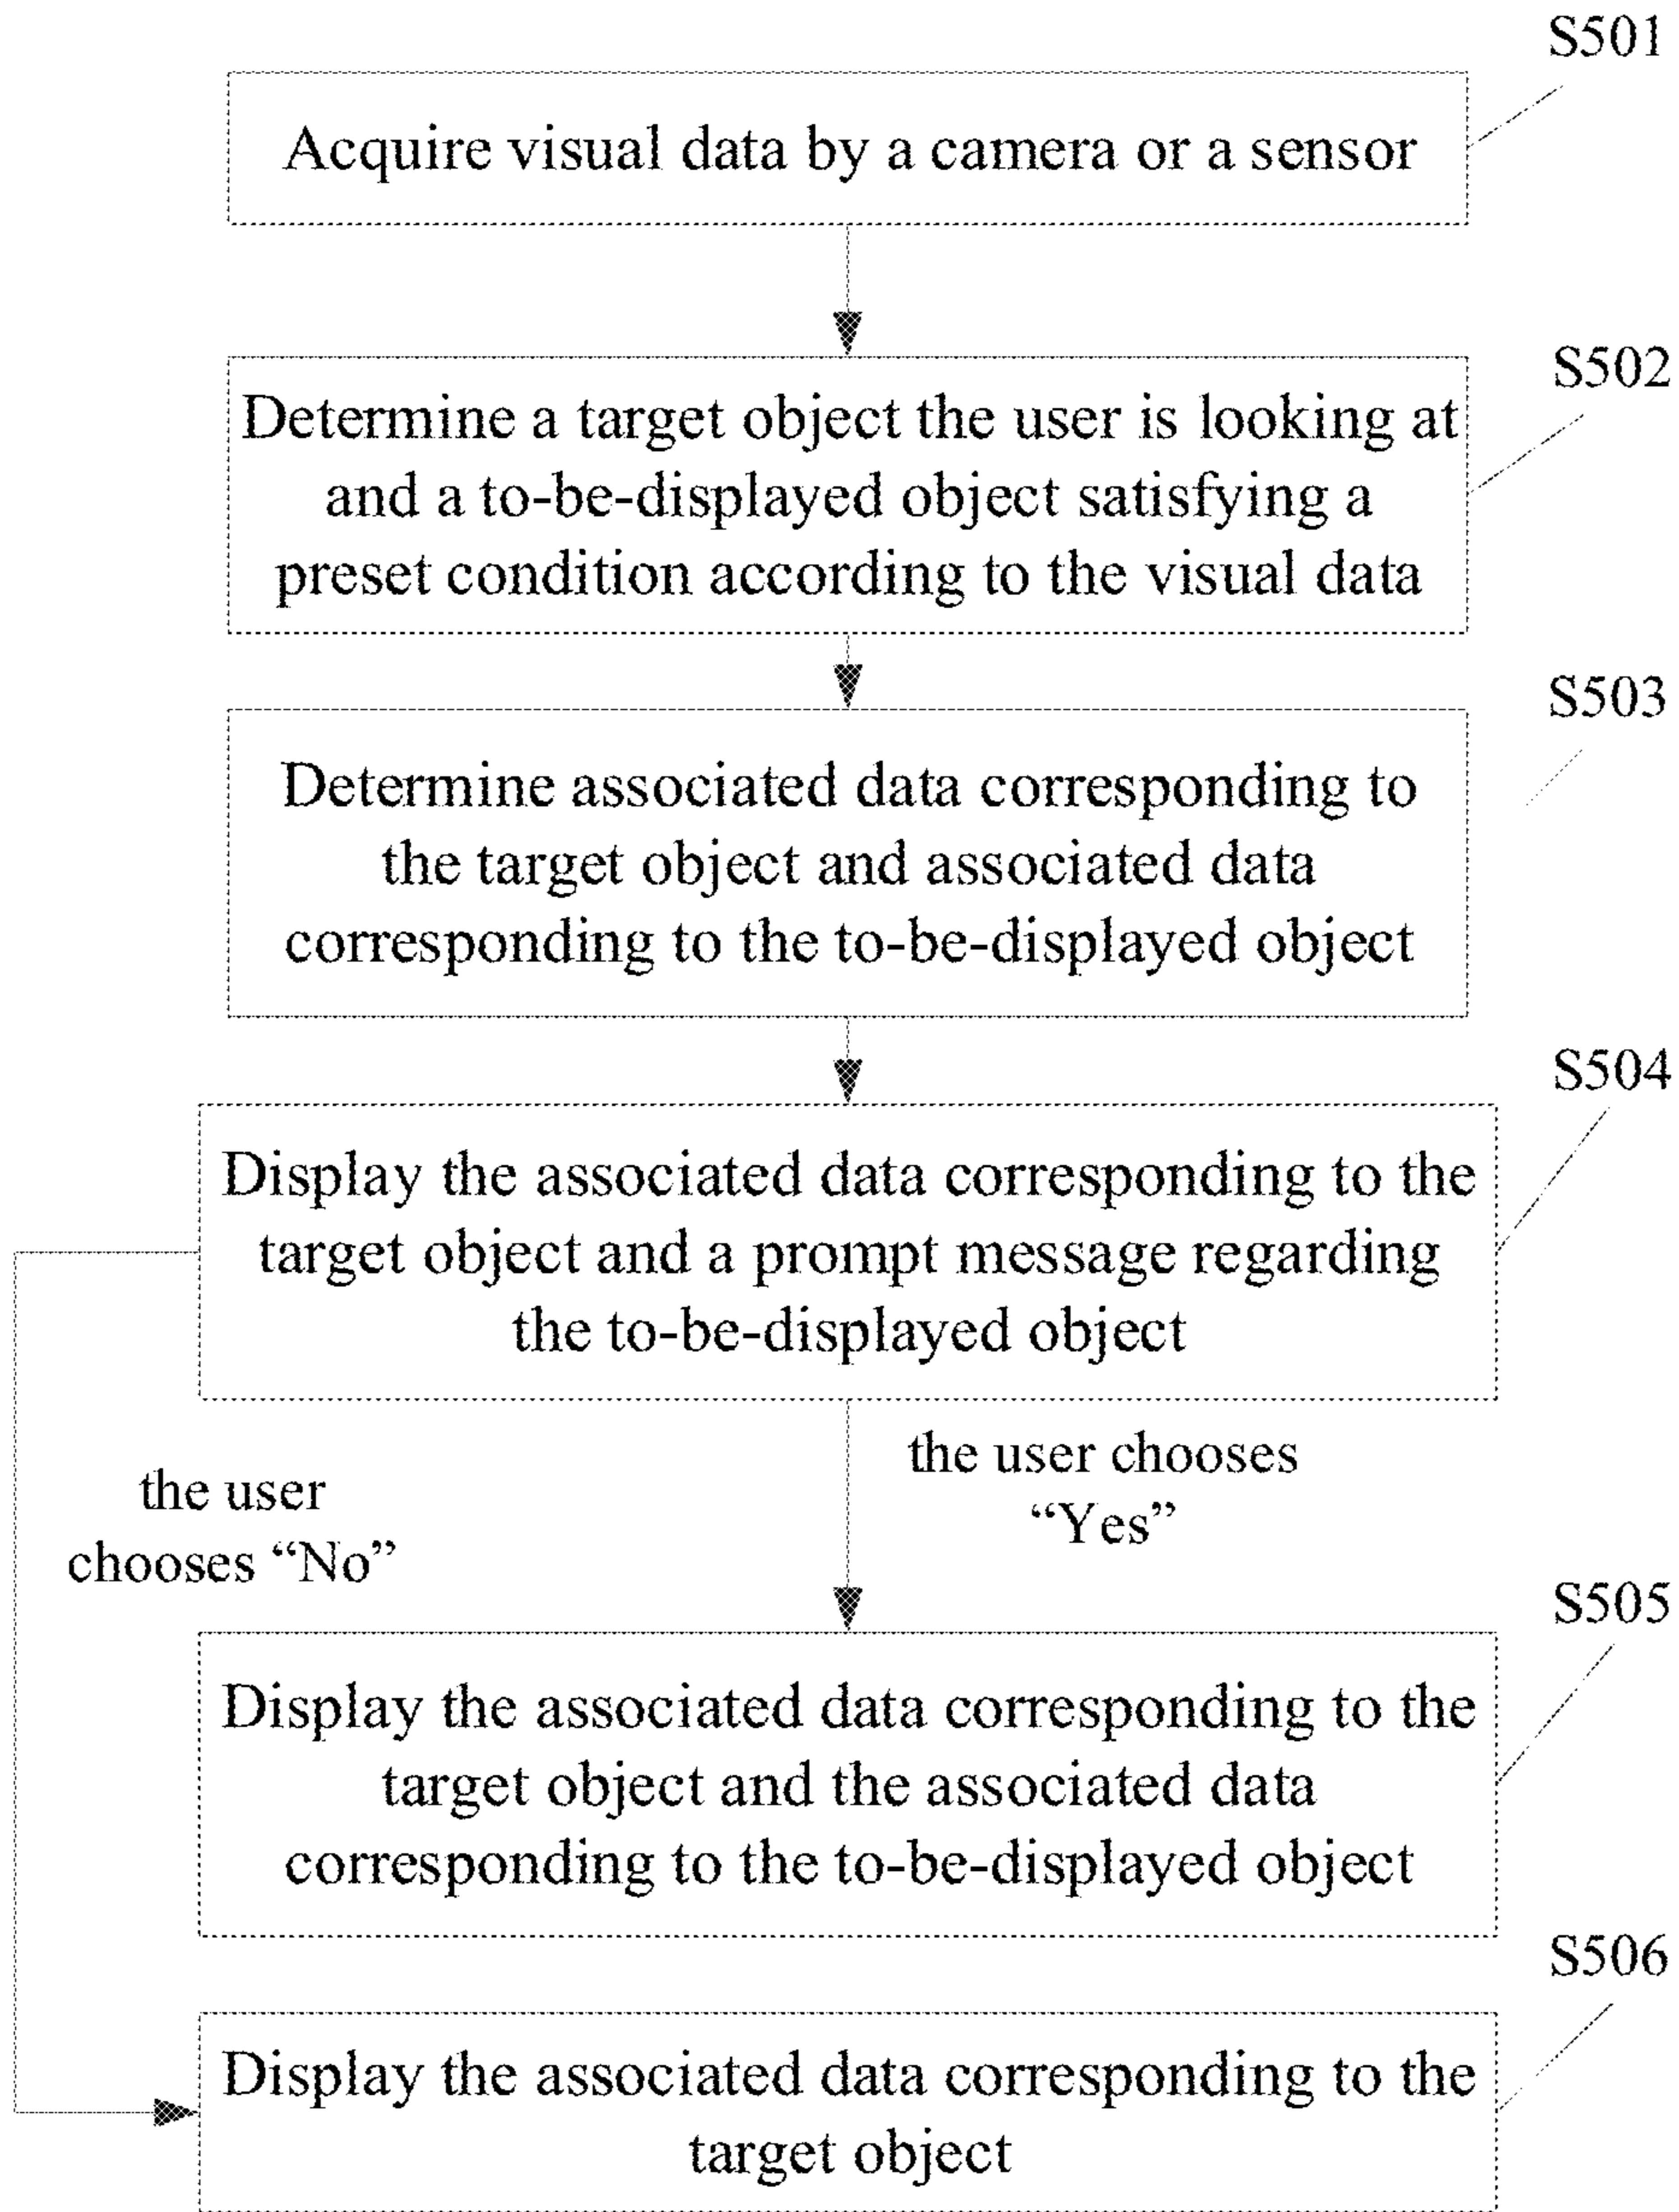 S501
Acquire visual data by a camera or a sensor
S502
Determine a target object the user is looking at
and a to-be-displayed object satisfying a
preset condition according to the visual data
S503
Determine associated data corresponding to
the target object and associated data
corresponding to the to-be-displayed object
S504
Display the associated data corresponding to the
target object and a prompt message regarding
the to-be-displayed object
the user chooses
“Yes”
the user
chooses “No”
S505
Display the associated data corresponding to the
target object and the associated data
corresponding to the to-be-displayed object
S506
Display the associated data corresponding to the
target object